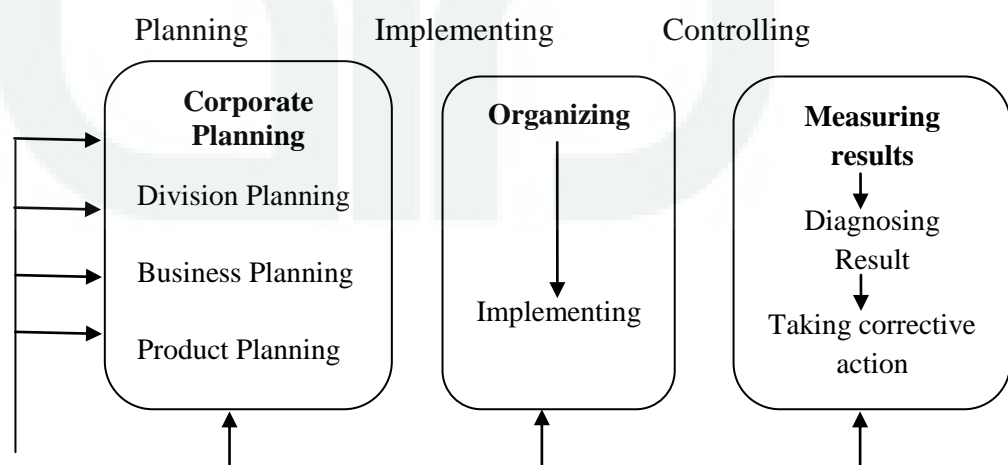 Planning
Implementing
Controlling
Corporate
Planning
Division Planning
Business Planning
Product Planning
Organizing
Implementing
Measuring
results
Diagnosing
Result
Taking corrective
action